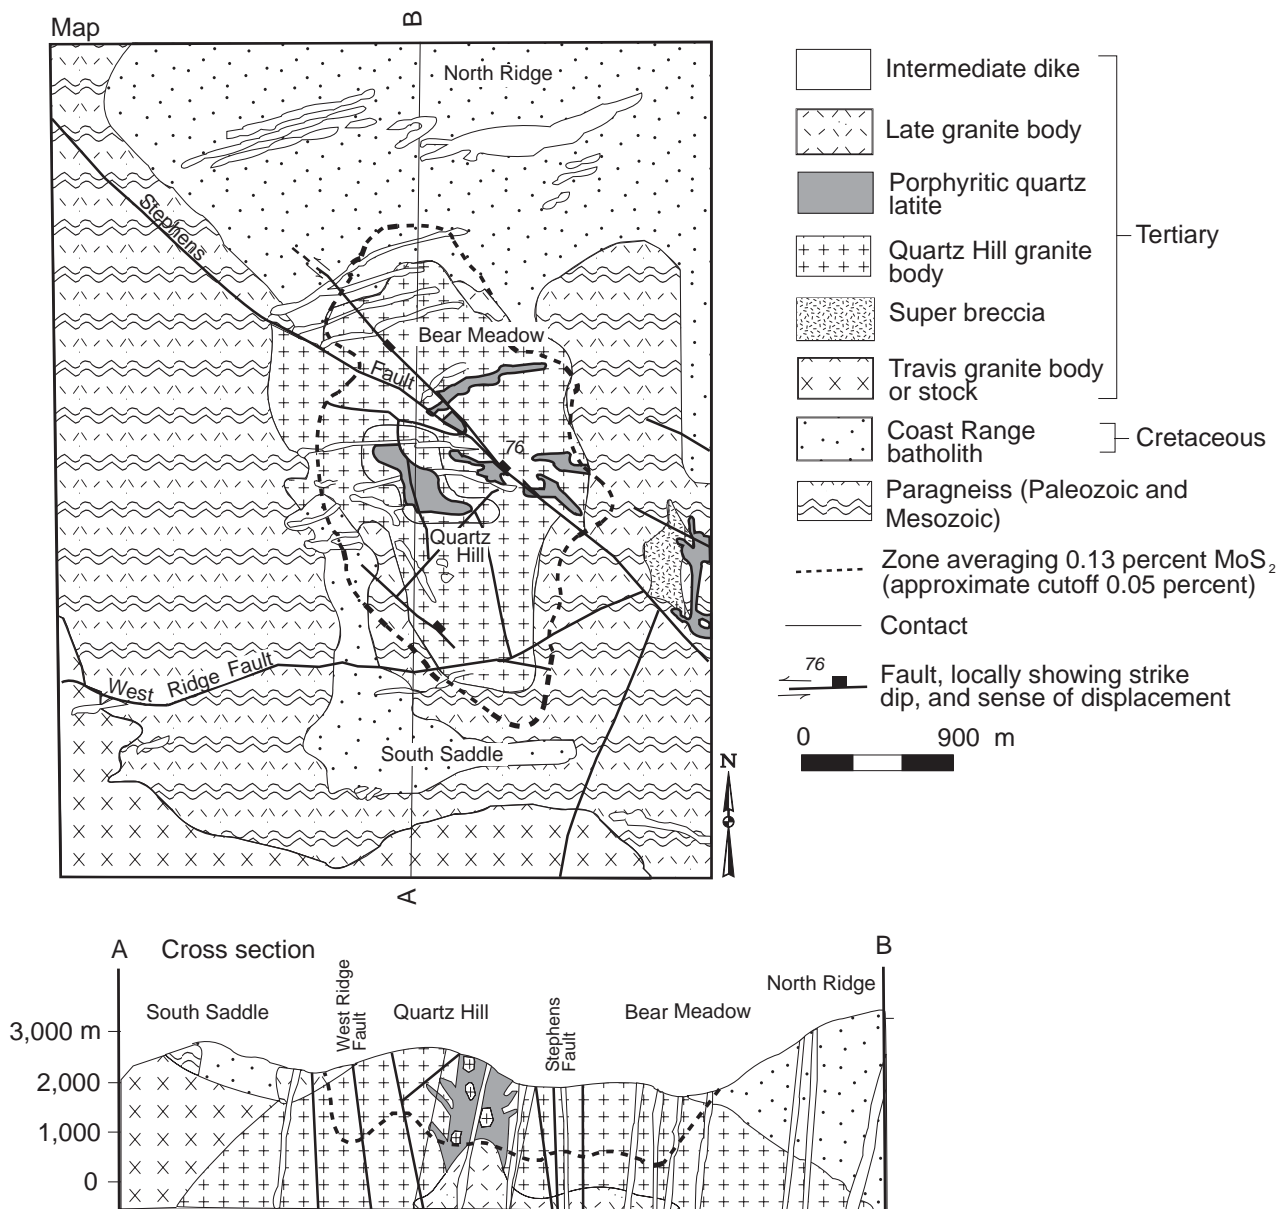 Map
B
North Ridge
Stephens
Fault
Bear Meadow
76
Quartz
Hill
West Ridge Fault
South Saddle
A
N
Intermediate dike
Late granite body
Porphyritic quartz
latite
Quartz Hill granite
body
Super breccia
Travis granite body
or stock
Tertiary
Coast Range
batholith
Cretaceous
Paragneiss (Paleozoic and
Mesozoic)
Zone averaging 0.13 percent MoS₂
(approximate cutoff 0.05 percent)
Contact
76
Fault, locally showing strike
dip, and sense of displacement
0 900 m
A Cross section B
South Saddle
West Ridge
Fault
Quartz Hill
Stephens
Fault
Bear Meadow
North Ridge
3,000 m
2,000
1,000
0